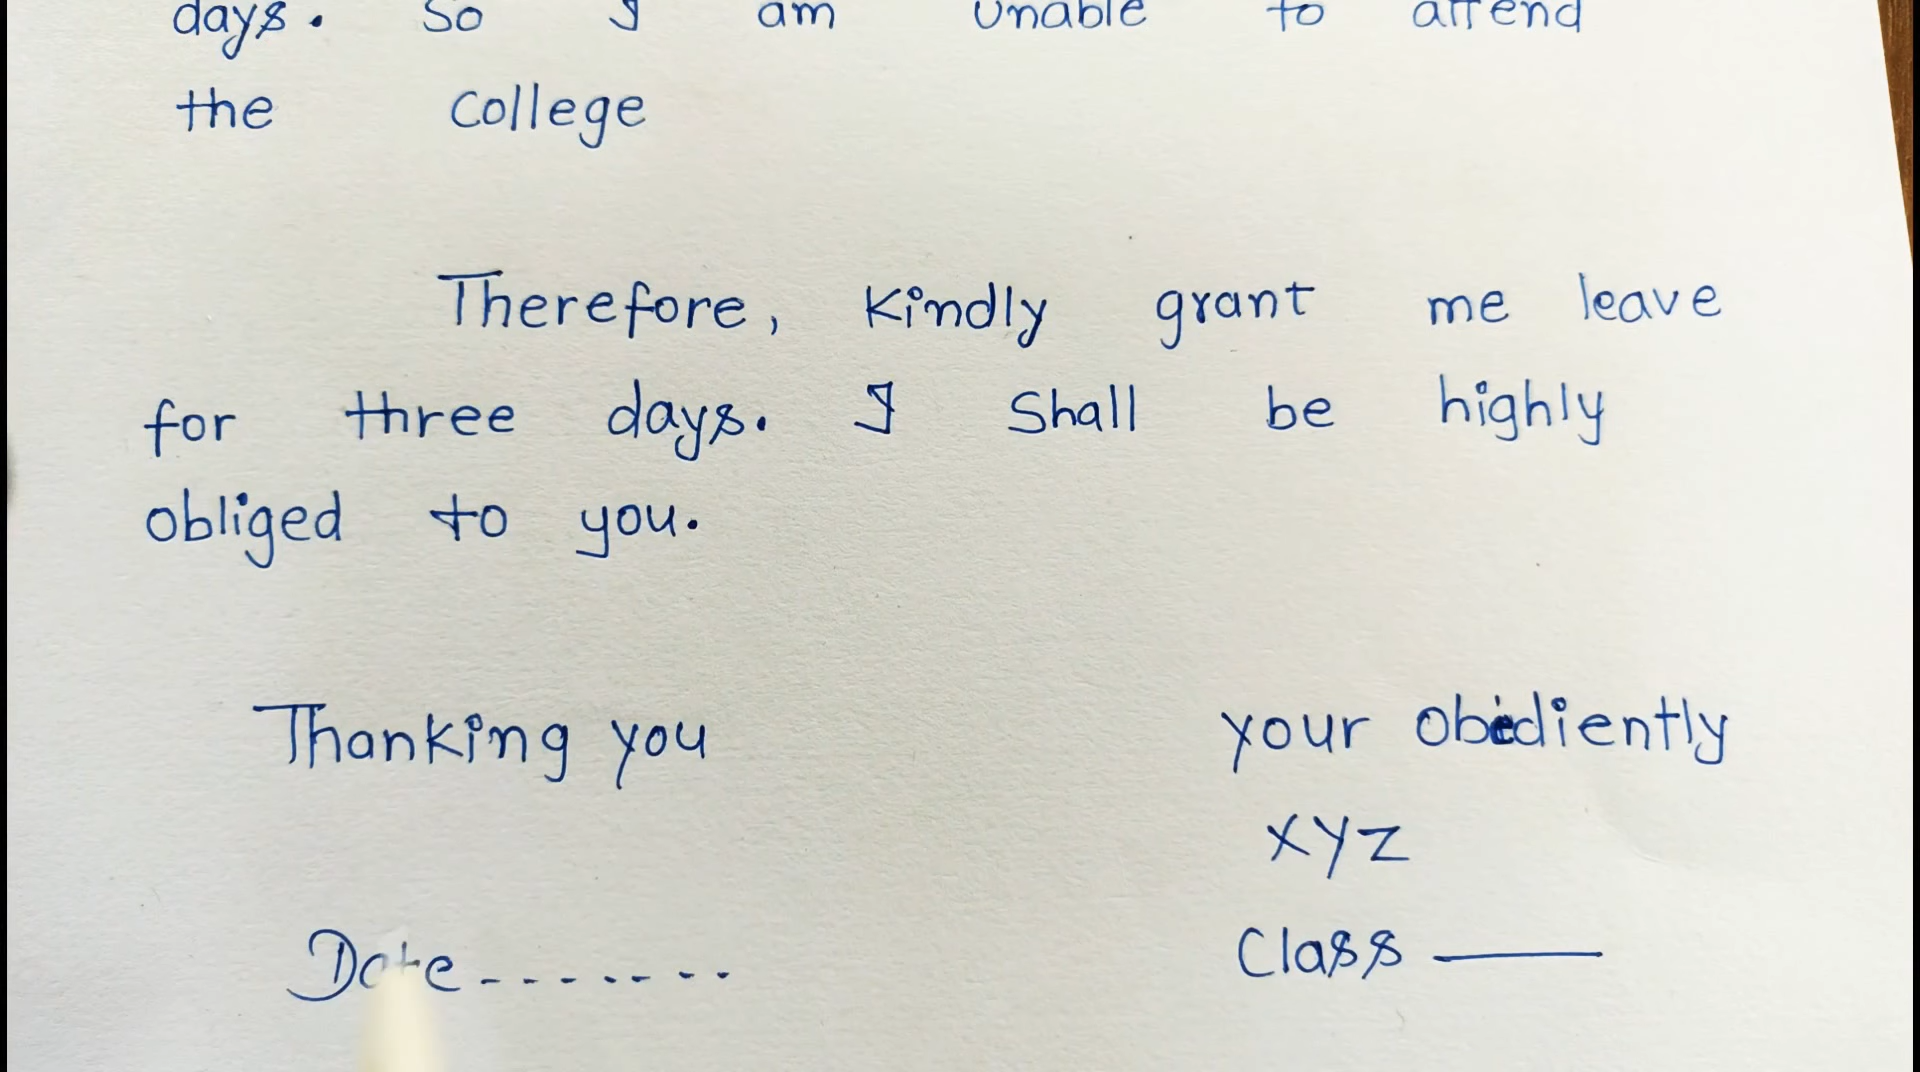 days. So I am Unable to attend
the College
Therefore, Kindly grant me leave
for three days. I Shall be highly
obliged to you.
Thanking you
your Obediently
XYZ
Date.......
Class ——